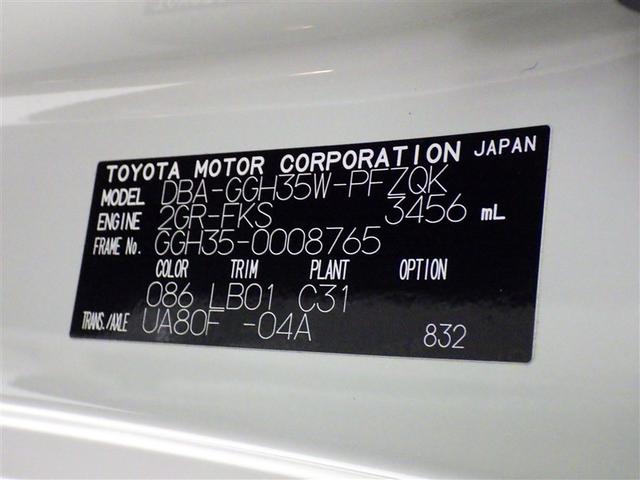 TOYOTA MOTOR CORPORATION JAPAN
MODEL DBA-GGH35W-PFZQK
ENGINE 2GR-FKS 3456 mL
FRAME No. GGH35-0008765
COLOR TRIM PLANT OPTION
086 LB01 C31
TRANS./AXLE UA80F -04A 832